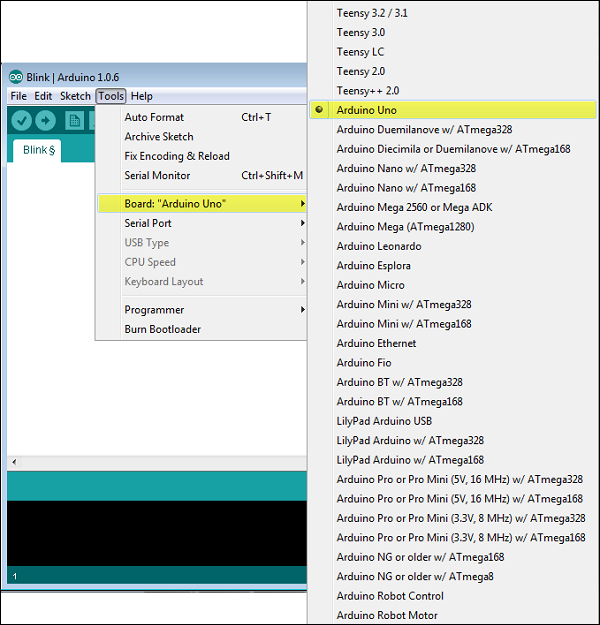 Blink | Arduino 1.0.6
File Edit Sketch Tools Help
Blink§
Auto Format Ctrl+T
Archive Sketch
Fix Encoding & Reload
Serial Monitor Ctrl+Shift+M
Board: "Arduino Uno"
Serial Port
USB Type
CPU Speed
Keyboard Layout
Programmer
Burn Bootloader
1
Teensy 3.2 / 3.1
Teensy 3.0
Teensy LC
Teensy 2.0
Teensy++ 2.0
Arduino Uno
Arduino Duemilanove w/ ATmega328
Arduino Diecimila or Duemilanove w/ ATmega168
Arduino Nano w/ ATmega328
Arduino Nano w/ ATmega168
Arduino Mega 2560 or Mega ADK
Arduino Mega (ATmega1280)
Arduino Leonardo
Arduino Esplora
Arduino Micro
Arduino Mini w/ ATmega328
Arduino Mini w/ ATmega168
Arduino Ethernet
Arduino Fio
Arduino BT w/ ATmega328
Arduino BT w/ ATmega168
LilyPad Arduino USB
LilyPad Arduino w/ ATmega328
LilyPad Arduino w/ ATmega168
Arduino Pro or Pro Mini (5V, 16 MHz) w/ ATmega328
Arduino Pro or Pro Mini (5V, 16 MHz) w/ ATmega168
Arduino Pro or Pro Mini (3.3V, 8 MHz) w/ ATmega328
Arduino Pro or Pro Mini (3.3V, 8 MHz) w/ ATmega168
Arduino NG or older w/ ATmega168
Arduino NG or older w/ ATmega8
Arduino Robot Control
Arduino Robot Motor